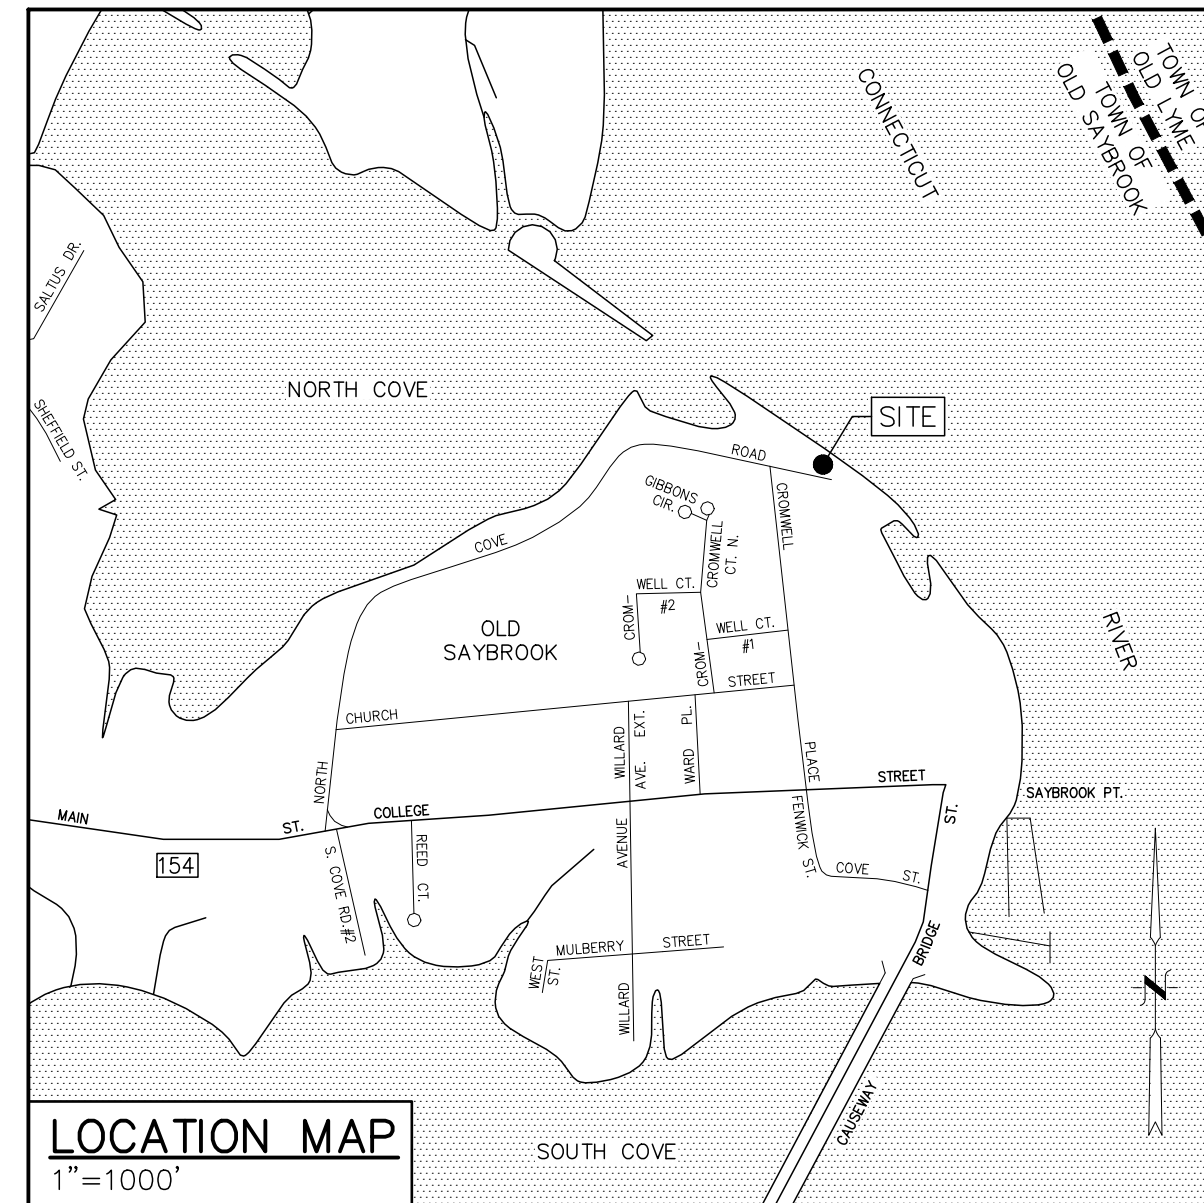 TOWN OF
OLD LYME
TOWN OF
OLD SAYBROOK
CONNECTICUT
SALTUS DR.
NORTH COVE
SHEFFIELD ST.
SITE
ROAD
GIBBONS
CIR.
CROMWELL
COVE
CROMWELL
CT. N.
WELL CT.
#2
CROM-
OLD
SAYBROOK
WELL CT.
#1
CROM-
RIVER
STREET
CHURCH
WILLARD
AVE. EXT.
WARD PL.
PLACE
NORTH
STREET
SAYBROOK PT.
MAIN
ST.
COLLEGE
154
S. COVE RD.#2
REED CT.
AVENUE
FENWICK ST.
COVE ST.
ST.
MULBERRY STREET
WEST
ST.
BRIDGE
WILLARD
N
CAUSEWAY
LOCATION MAP
1"=1000'
SOUTH COVE